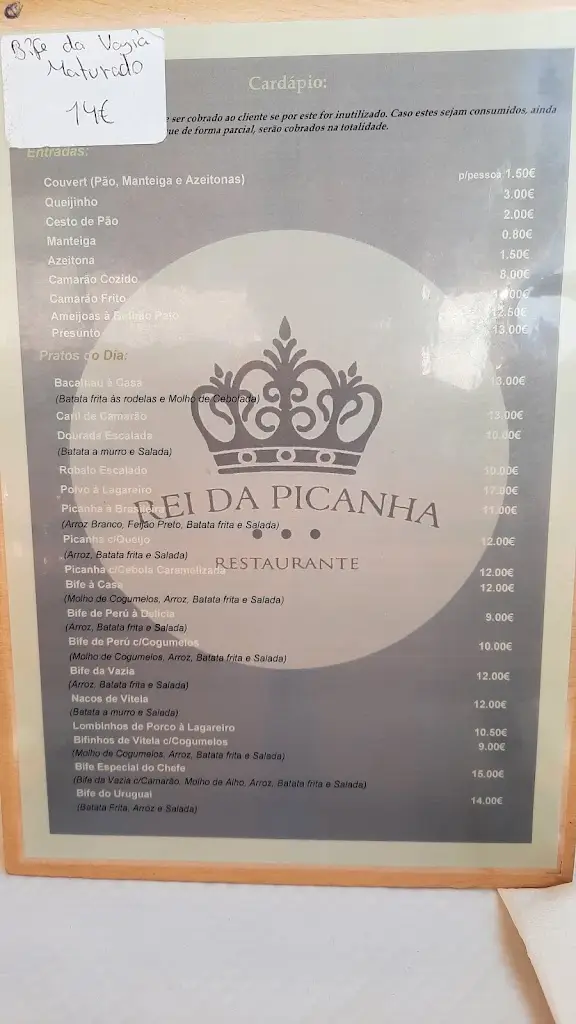 Bife da Vazia
Maturado
14€
Cardápio:
ser cobrado ao cliente se por este for inutilizado. Caso estes sejam consumidos, ainda
que de forma parcial, serão cobrados na totalidade.
Entradas:
Couvert (Pão, Manteiga e Azeitonas) p/pessoa 1.50€
Queijinho 3.00€
Cesto de Pão 2.00€
Manteiga 0.80€
Azeitona 1.50€
Camarão Cozido 8.00€
Camarão Frito
Ameijoas à Bulhão Pato 12.50€
Presunto 13.00€
Pratos do Dia:
Bacalhau à Casa 13.00€
(Batata frita ás rodelas e Molho de Cebolada)
Caril de Camarão 13.00€
Dourada Escalada 10.00€
(Batata a murro e Salada)
Robalo Escalado 10.00€
Polvo à Lagareiro 17.00€
Picanha à Brasileira 11.00€
(Arroz Branco, Feijão Preto, Batata frita e Salada)
Picanha c/Queijo 12.00€
(Arroz, Batata frita e Salada)
Picanha c/Cebola Caramelizada 12.00€
Bife à Casa 12.00€
(Molho de Cogumelos, Arroz, Batata frita e Salada)
Bife de Perú à Delícia 9.00€
(Arroz, Batata frita e Salada)
Bife de Perú c/Cogumelos 10.00€
(Molho de Cogumelos, Arroz, Batata frita e Salada)
Bife da Vazia 12.00€
(Arroz, Batata frita e Salada)
Nacos de Vitela 12.00€
(Batata a murro e Salada)
Lombinhos de Porco à Lagareiro 10.50€
Bifinhos de Vitela c/Cogumelos 9.00€
(Molho de Cogumelos, Arroz, Batata frita e Salada)
Bife Especial do Chefe 15.00€
(Bife da Vazia c/Camarão, Molho de Alho, Arroz, Batata frita e Salada)
Bife do Uruguai 14.00€
(Batata Frita, Arroz e Salada)
REI DA PICANHA
RESTAURANTE